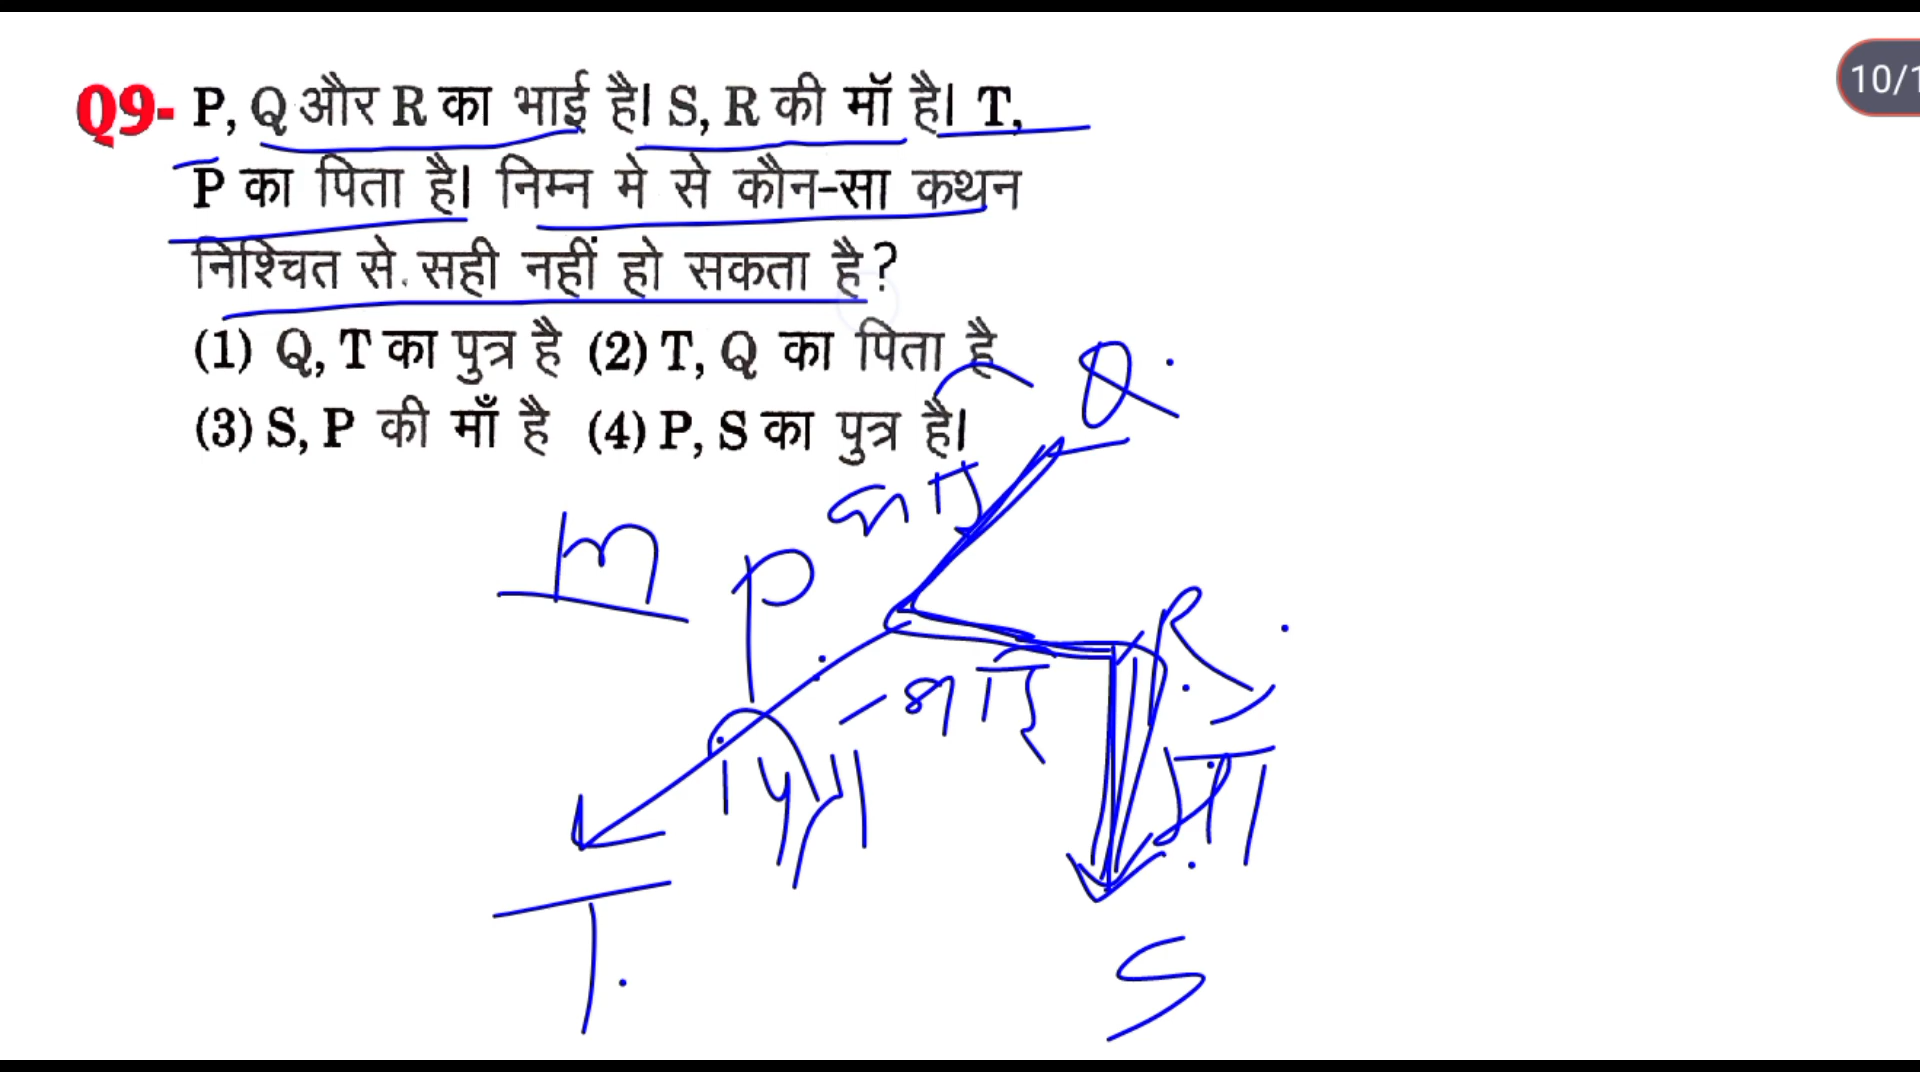 10/1
Q9- P, Q और R का भाई है। S, R की मॉ है। T,
P का पिता है। निम्न मे से कौन-सा कथन
निश्चित से सही नहीं हो सकता है?
(1) Q, T का पुत्र है (2) T, Q का पिता है
(3) S, P की माँ है (4) P, S का पुत्र है।
Q
m
P
R
भाई
T
S